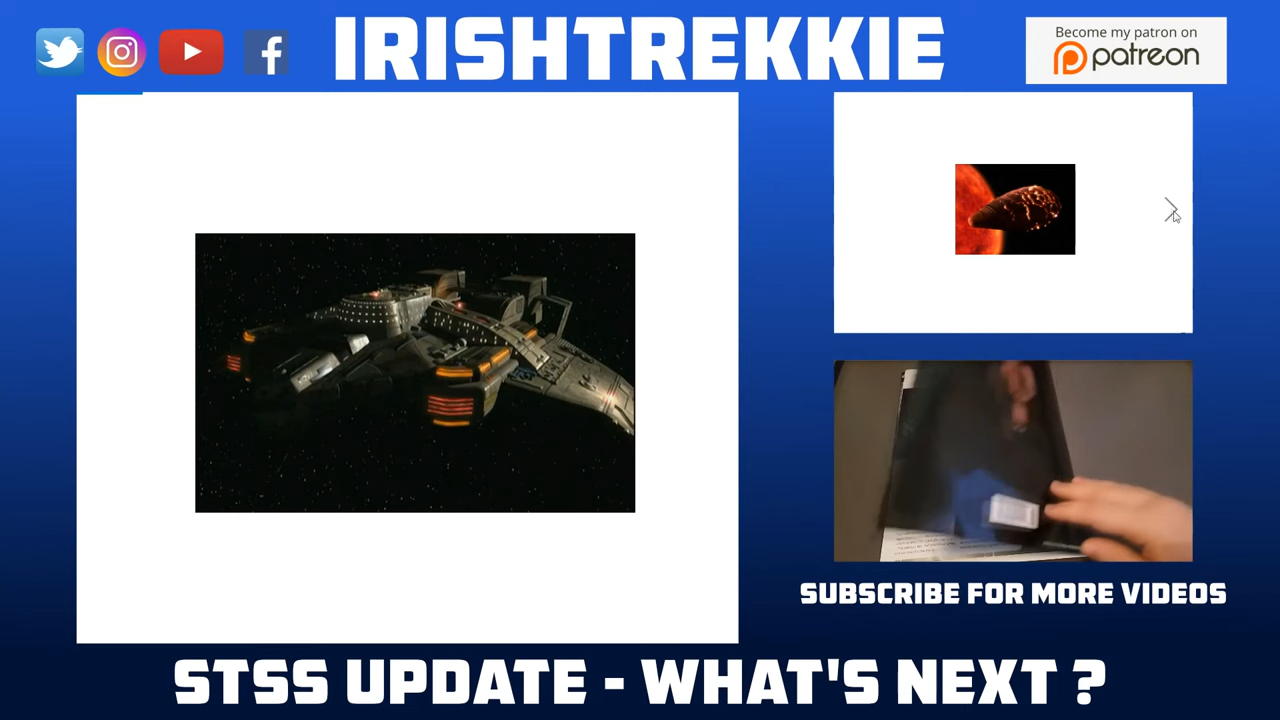 IRISHTREKKIE
Become my patron on
patreon
SUBSCRIBE FOR MORE VIDEOS
STSS UPDATE - WHAT'S NEXT ?